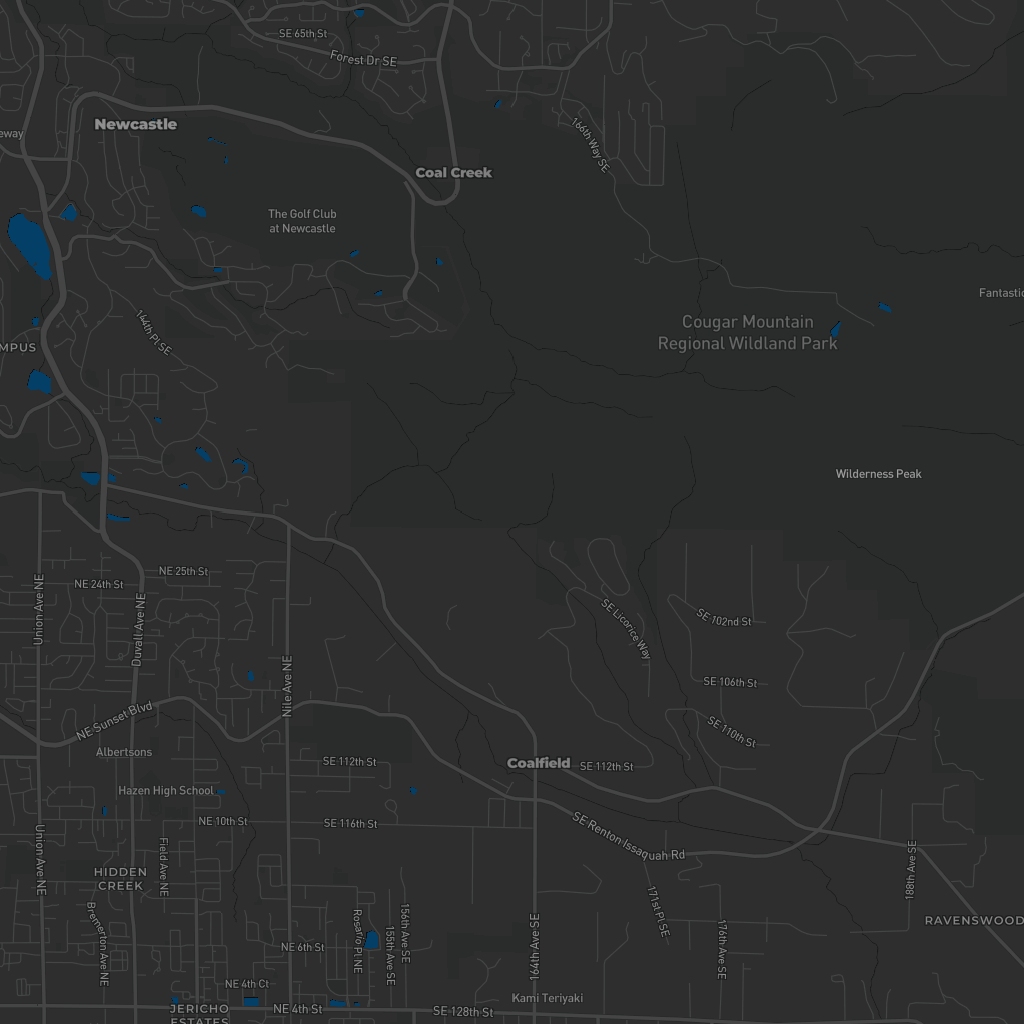 SE 65th St
Forest Dr SE
Newcastle
166th Way SE
Coal Creek
The Golf Club
at Newcastle
Fantastic
144th Pl SE
Cougar Mountain
Regional Wildland Park
MPUS
eway
Wilderness Peak
NE 25th St
NE 24th St
Union Ave NE
Duvall Ave NE
SE Licorice Way
SE 102nd St
Nile Ave NE
SE 106th St
NE Sunset Blvd
SE 110th St
Albertsons
SE 112th St
Coalfield
SE 112th St
Hazen High School
NE 10th St
SE 116th St
SE Renton Issaquah Rd
Union Ave NE
Field Ave NE
188th Ave SE
HIDDEN
CREEK
Bremerton Ave NE
171st Pl SE
RAVENSWOOD
Rosario Pl NE
155th Ave SE
156th Ave SE
164th Ave SE
176th Ave SE
NE 6th St
NE 4th Ct
Kami Teriyaki
JERICHO
ESTATES
NE 4th St
SE 128th St